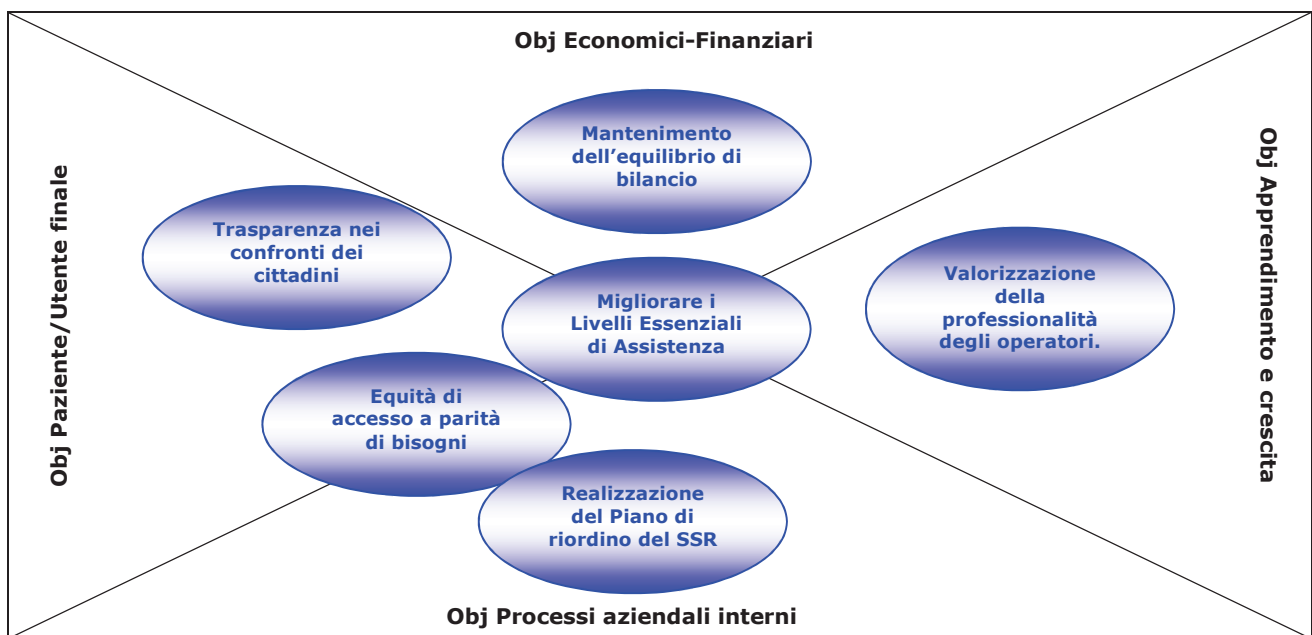 Obj Economici-Finanziari
Mantenimento
dell’equilibrio di
bilancio
Obj Paziente/Utente finale
Trasparenza nei
confronti dei
cittadini
Migliorare i
Livelli Essenziali
di Assistenza
Valorizzazione
della
professionalità
degli operatori.
Obj Apprendimento e crescita
Equità di
accesso a parità
di bisogni
Realizzazione
del Piano di
riordino del SSR
Obj Processi aziendali interni